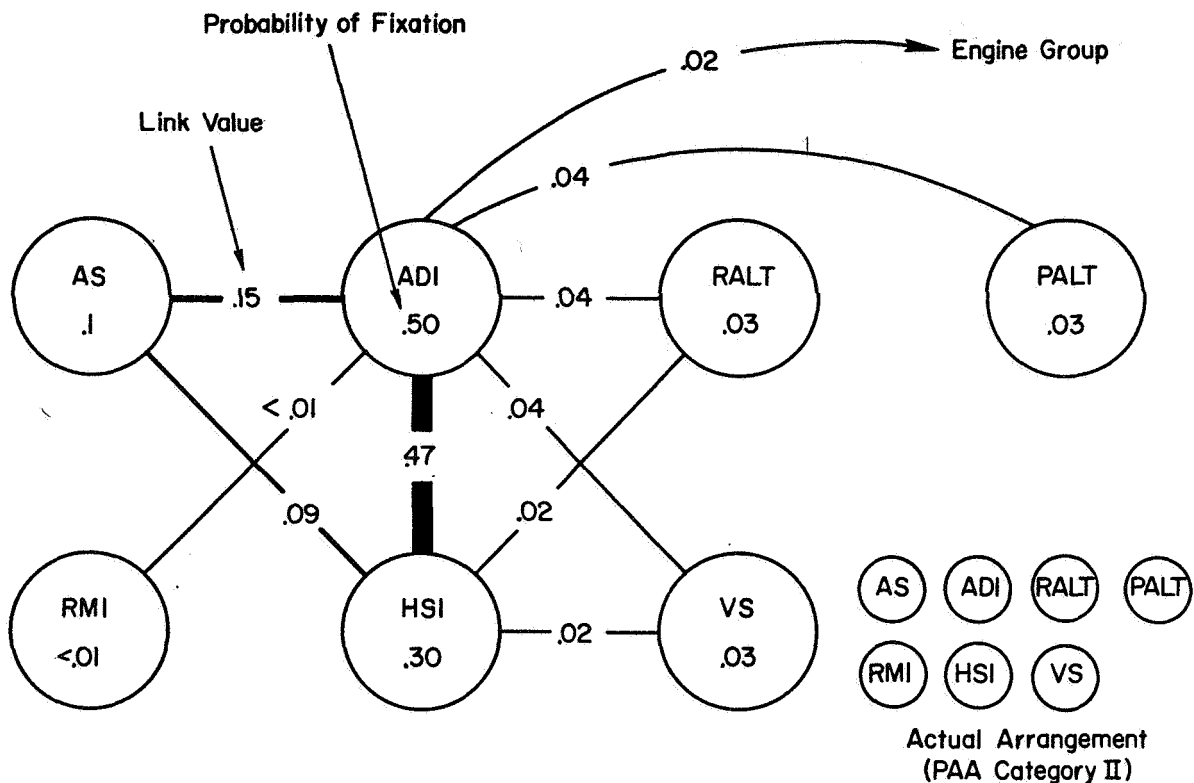 Probability of Fixation
.02
Engine Group
Link Value
.04
AS
.1
.15
ADI
.50
.04
RALT
.03
PALT
.03
< .01
.47
.04
.09
.02
RMI
<.01
HSI
.30
.02
VS
.03
AS
ADI
RALT
PALT
RMI
HSI
VS
Actual Arrangement
(PAA Category II)